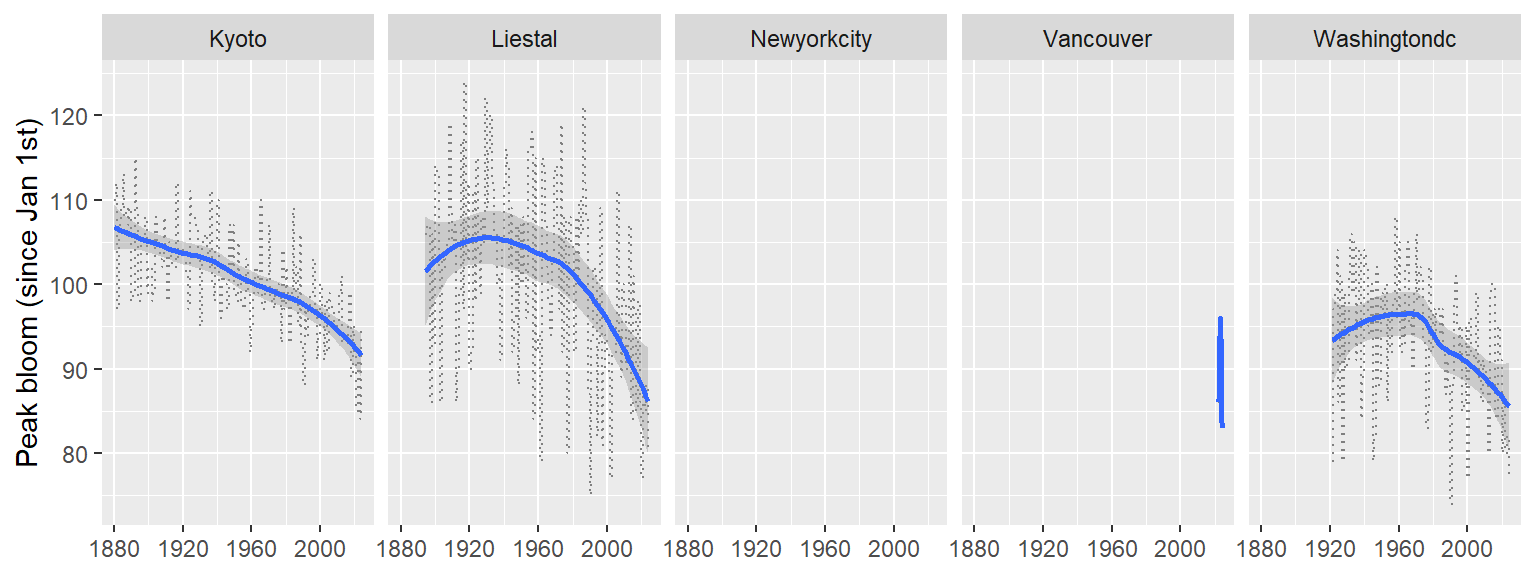 Kyoto Liestal Newyorkcity Vancouver Washingtondc
Peak bloom (since Jan 1st)
120
110
100
90
80
1880 1920 1960 2000 1880 1920 1960 2000 1880 1920 1960 2000 1880 1920 1960 2000 1880 1920 1960 2000